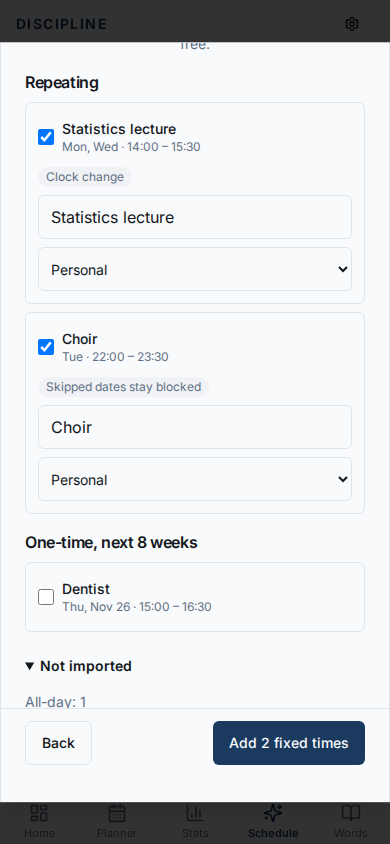 DISCIPLINE
free.
Repeating
Statistics lecture
Mon, Wed · 14:00 – 15:30
Clock change
Statistics lecture
Personal
Choir
Tue · 22:00 – 23:30
Skipped dates stay blocked
Choir
Personal
One-time, next 8 weeks
Dentist
Thu, Nov 26 · 15:00 – 16:30
Not imported
All-day: 1
Back
Add 2 fixed times
Home
Planner
Stats
Schedule
Words